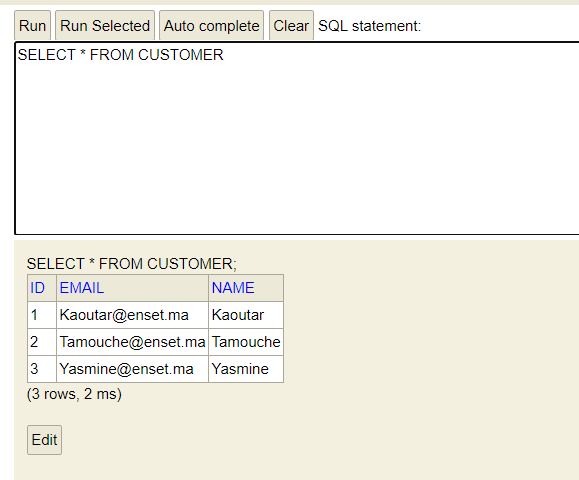 Run Run Selected Auto complete Clear SQL statement:
SELECT * FROM CUSTOMER
SELECT * FROM CUSTOMER;
ID EMAIL NAME
1 Kaoutar@enset.ma Kaoutar
2 Tamouche@enset.ma Tamouche
3 Yasmine@enset.ma Yasmine
(3 rows, 2 ms)
Edit